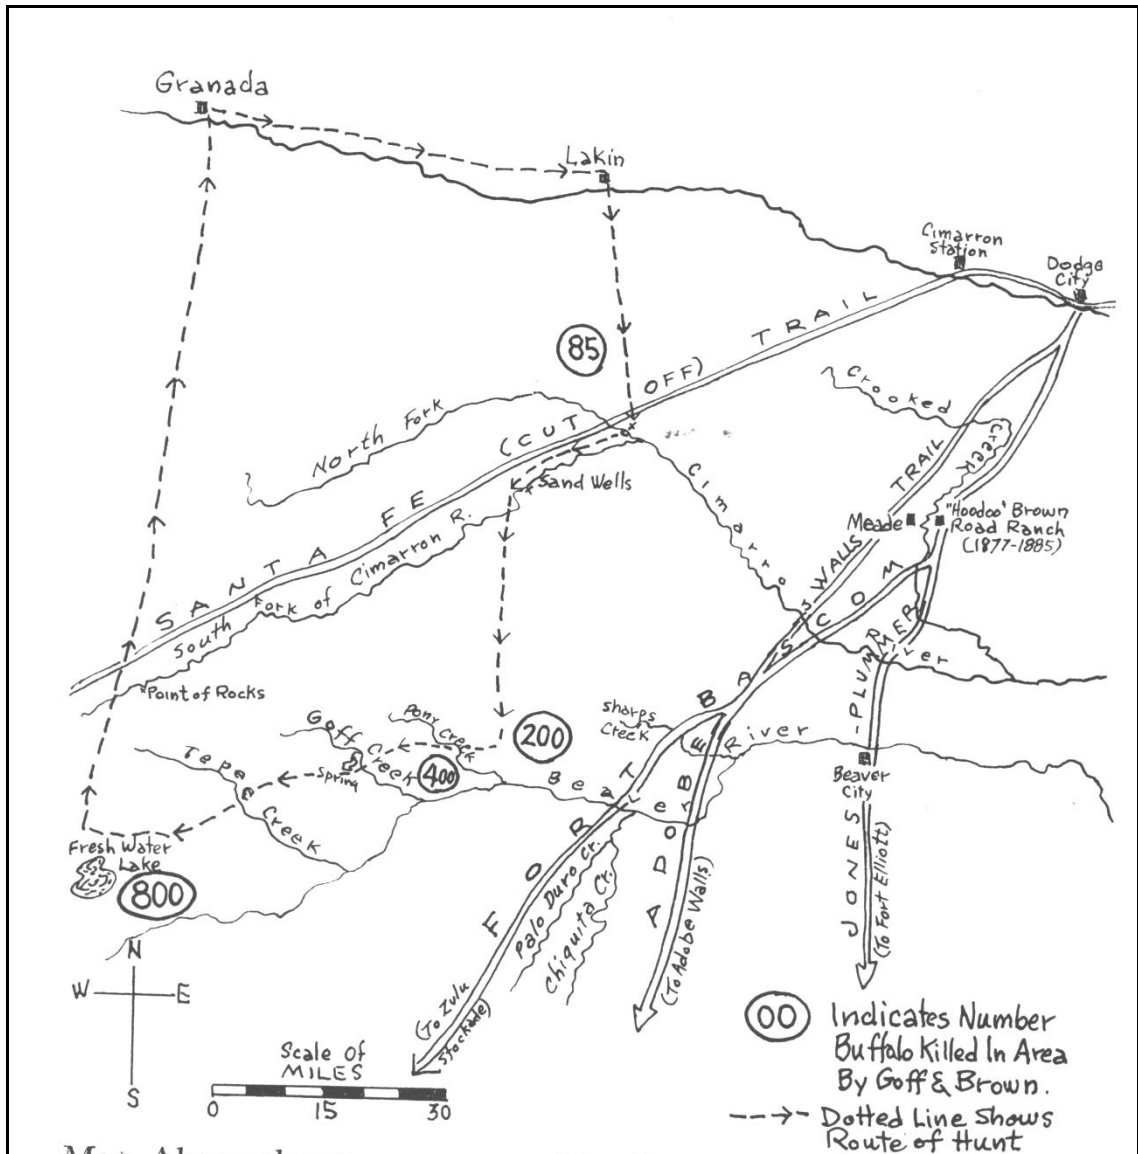 Granada
Lakin
Cimarron
Station
Dodge
City
85
SANTA FE (CUT OFF) TRAIL
North Fork
Crooked
Creek
Sand Wells
South Fork of Cimarron R.
Cimarron River
Meade
"Hoodoo" Brown
Road Ranch
(1877-1885)
ADOBE WALLS TRAIL
FORT BASCOM
JONES-PLUMMER
Point of Rocks
Sharps
Creek
Pony
Creek
Goff
Creek
200
400
Spring
Tepee
Creek
Beaver River
Beaver
City
Fresh Water
Lake
800
Palo Duro Cr.
Chiquita Cr.
(To Zulu
Stockade)
(To Adobe Walls)
(To Fort Elliott)
N
W E
S
Scale of
MILES
0 15 30
00 Indicates Number
Buffalo Killed In Area
By Goff & Brown.
Dotted Line Shows
Route of Hunt